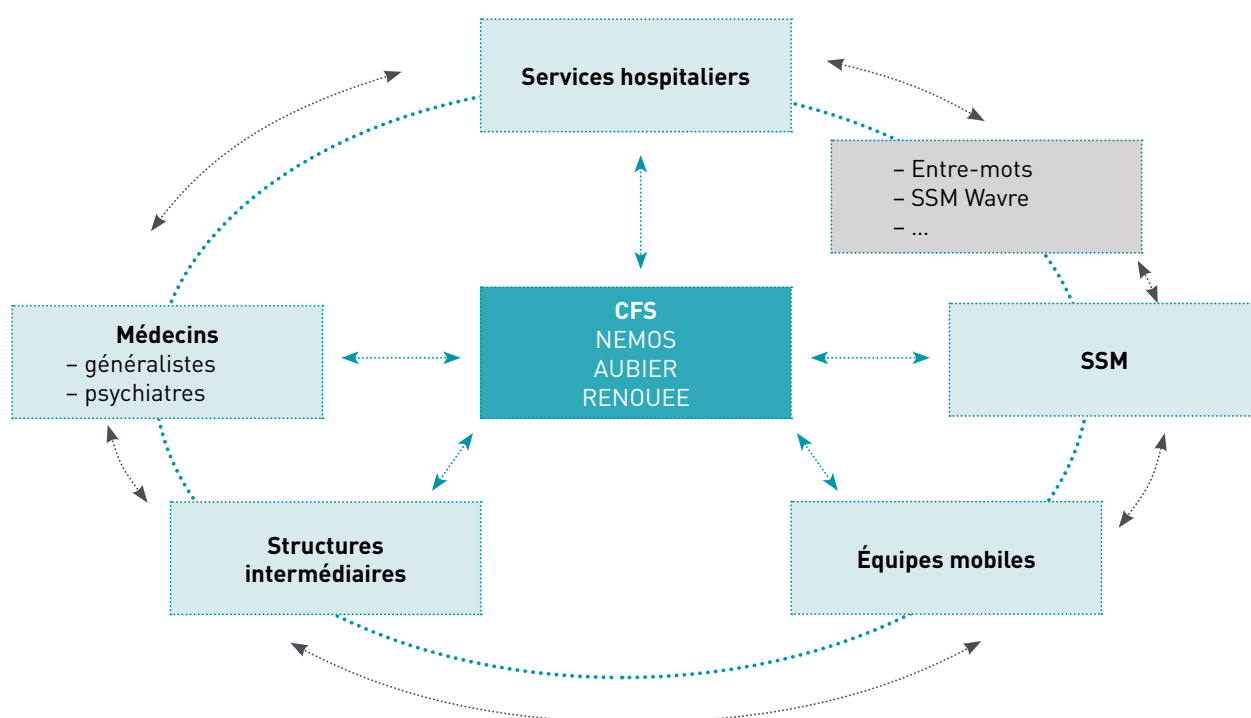 Services hospitaliers
– Entre-mots
– SSM Wavre
– ...
CFS
NEMOS
AUBIER
RENOUEE
Médecins
– généralistes
– psychiatres
SSM
Structures
intermédiaires
Équipes mobiles